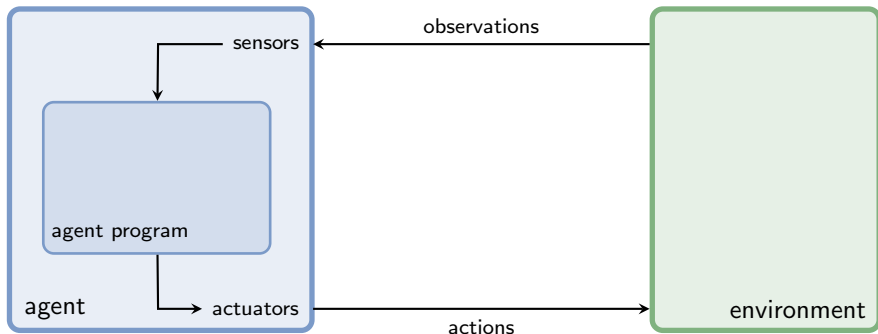 observations
sensors
agent program
agent
actuators
environment
actions